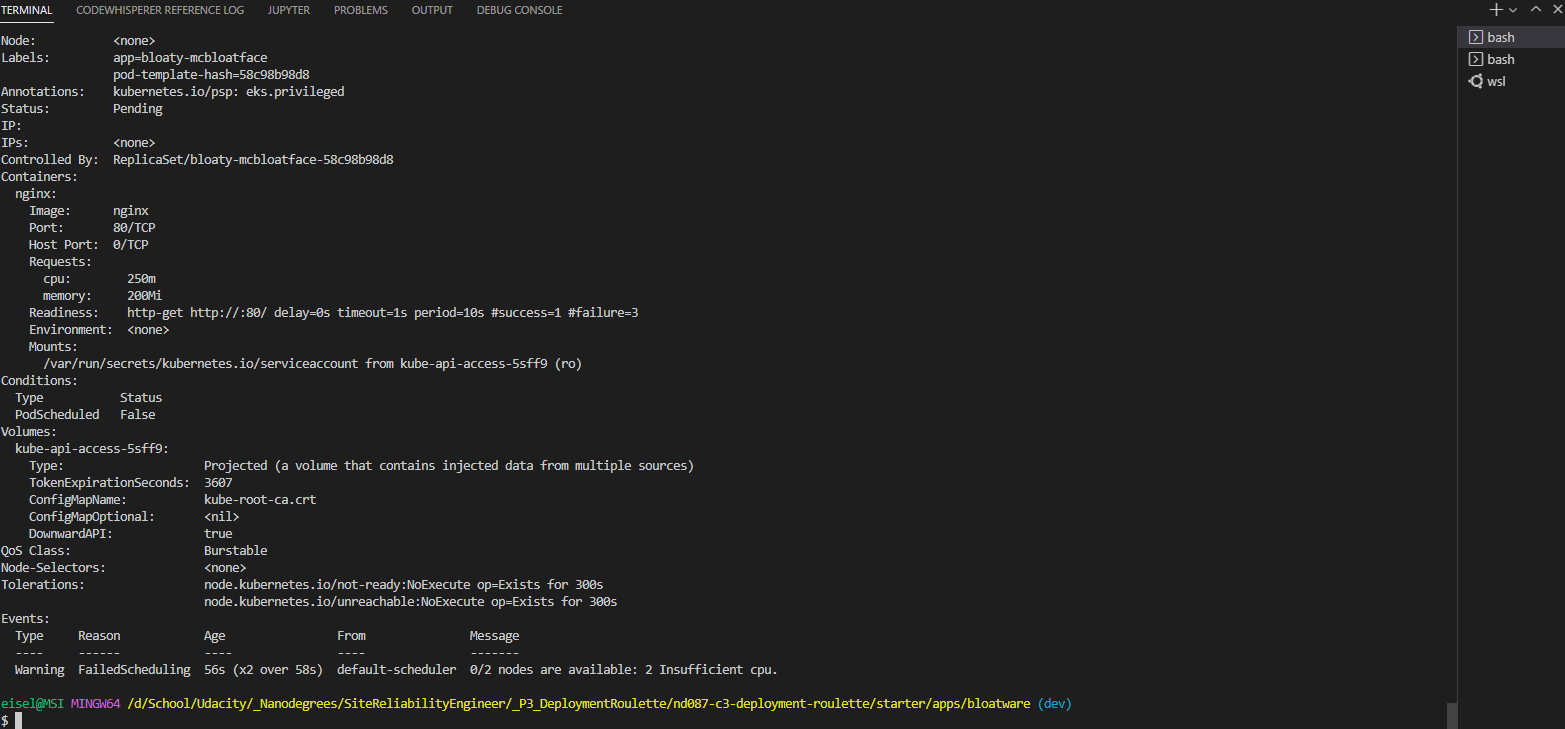 TERMINAL CODEWHISPERER REFERENCE LOG JUPYTER PROBLEMS OUTPUT DEBUG CONSOLE
Node: <none>
Labels: app=bloaty-mcbloatface
pod-template-hash=58c98b98d8
Annotations: kubernetes.io/psp: eks.privileged
Status: Pending
IP:
IPs: <none>
Controlled By: ReplicaSet/bloaty-mcbloatface-58c98b98d8
Containers:
nginx:
Image: nginx
Port: 80/TCP
Host Port: 0/TCP
Requests:
cpu: 250m
memory: 200Mi
Readiness: http-get http://:80/ delay=0s timeout=1s period=10s #success=1 #failure=3
Environment: <none>
Mounts:
/var/run/secrets/kubernetes.io/serviceaccount from kube-api-access-5sff9 (ro)
Conditions:
Type Status
PodScheduled False
Volumes:
kube-api-access-5sff9:
Type: Projected (a volume that contains injected data from multiple sources)
TokenExpirationSeconds: 3607
ConfigMapName: kube-root-ca.crt
ConfigMapOptional: <nil>
DownwardAPI: true
QoS Class: Burstable
Node-Selectors: <none>
Tolerations: node.kubernetes.io/not-ready:NoExecute op=Exists for 300s
node.kubernetes.io/unreachable:NoExecute op=Exists for 300s
Events:
Type Reason Age From Message
---- ------ ---- ---- -------
Warning FailedScheduling 56s (x2 over 58s) default-scheduler 0/2 nodes are available: 2 Insufficient cpu.
eisel@MSI MINGW64 /d/School/Udacity/_Nanodegrees/SiteReliabilityEngineer/_P3_DeploymentRoulette/nd087-c3-deployment-roulette/starter/apps/bloatware (dev)
$
bash
bash
wsl